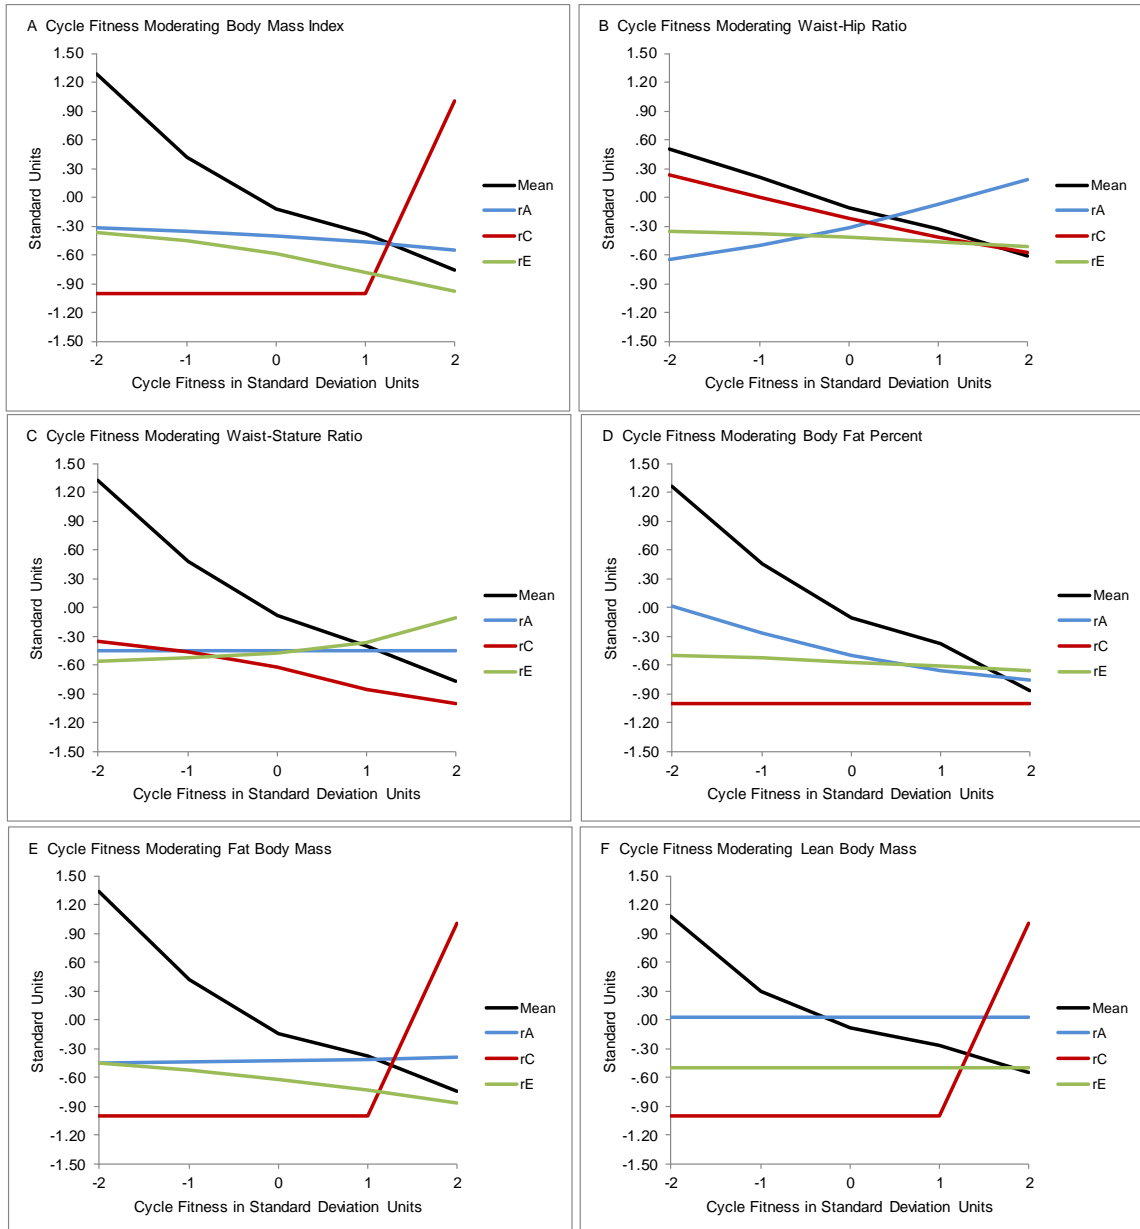 A Cycle Fitness Moderating Body Mass Index
1.50
1.20
.90
.60
.30
.00
-.30
-.60
-.90
-1.20
-1.50
Standard Units
-2 -1 0 1 2
Cycle Fitness in Standard Deviation Units
Mean
rA
rC
rE
B Cycle Fitness Moderating Waist-Hip Ratio
1.50
1.20
.90
.60
.30
.00
-.30
-.60
-.90
-1.20
-1.50
Standard Units
-2 -1 0 1 2
Cycle Fitness in Standard Deviation Units
Mean
rA
rC
rE
C Cycle Fitness Moderating Waist-Stature Ratio
1.50
1.20
.90
.60
.30
.00
-.30
-.60
-.90
-1.20
-1.50
Standard Units
-2 -1 0 1 2
Cycle Fitness in Standard Deviation Units
Mean
rA
rC
rE
D Cycle Fitness Moderating Body Fat Percent
1.50
1.20
.90
.60
.30
.00
-.30
-.60
-.90
-1.20
-1.50
Standard Units
-2 -1 0 1 2
Cycle Fitness in Standard Deviation Units
Mean
rA
rC
rE
E Cycle Fitness Moderating Fat Body Mass
1.50
1.20
.90
.60
.30
.00
-.30
-.60
-.90
-1.20
-1.50
Standard Units
-2 -1 0 1 2
Cycle Fitness in Standard Deviation Units
Mean
rA
rC
rE
F Cycle Fitness Moderating Lean Body Mass
1.50
1.20
.90
.60
.30
.00
-.30
-.60
-.90
-1.20
-1.50
Standard Units
-2 -1 0 1 2
Cycle Fitness in Standard Deviation Units
Mean
rA
rC
rE